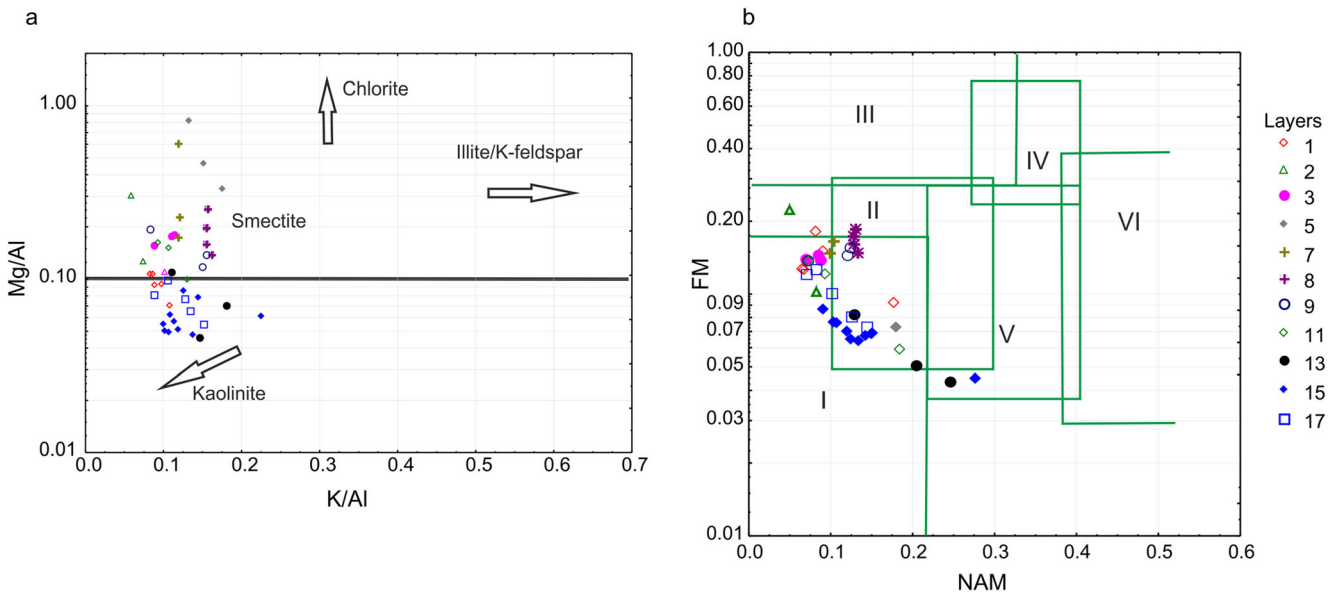 a
Mg/Al
1.00
0.10
0.01
Chlorite
Illite/K-feldspar
Smectite
Kaolinite
0.0 0.1 0.2 0.3 0.4 0.5 0.6 0.7
K/Al
b
FM
1.00
0.80
0.60
0.40
0.20
0.09
0.07
0.05
0.03
0.01
III
IV
II
VI
V
I
0.0 0.1 0.2 0.3 0.4 0.5 0.6
NAM
Layers
1
2
3
5
7
8
9
11
13
15
17